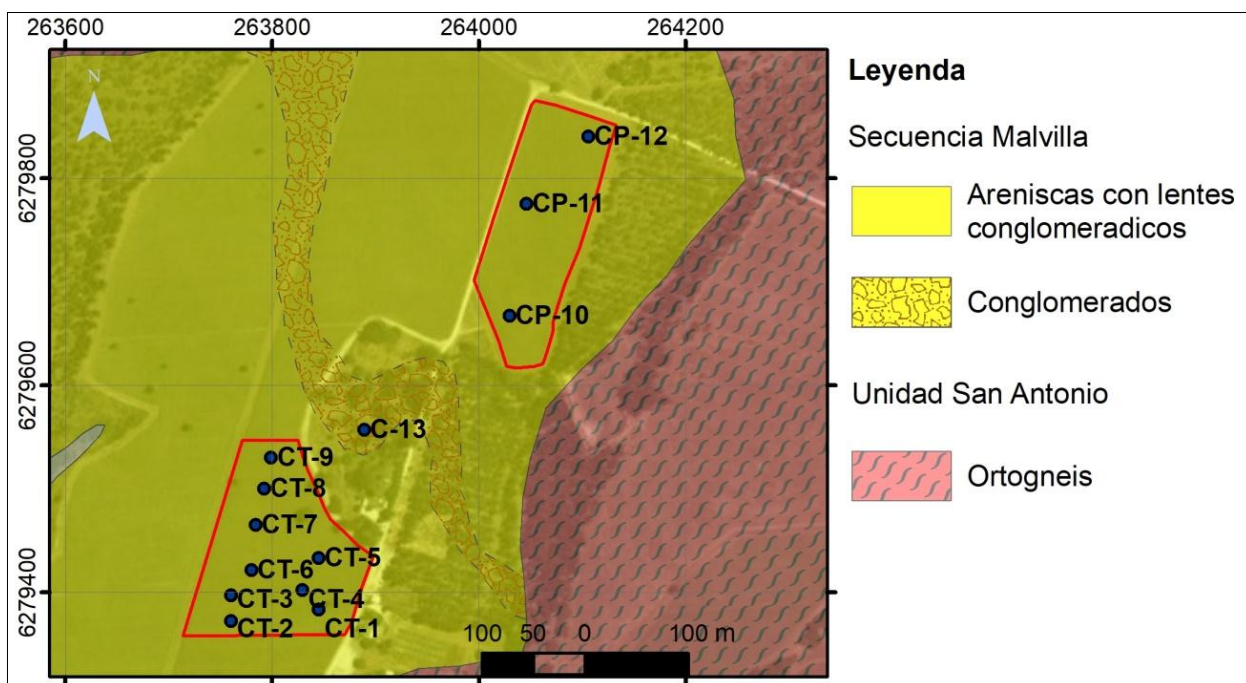 263600 263800 264000 264200
N
6279800
6279600
6279400
CP-12
CP-11
CP-10
C-13
CT-9
CT-8
CT-7
CT-5
CT-6
CT-3
CT-4
CT-2
CT-1
100 50 0 100 m
Leyenda
Secuencia Malvilla
Areniscas con lentes
conglomeradicos
Conglomerados
Unidad San Antonio
Ortogneis